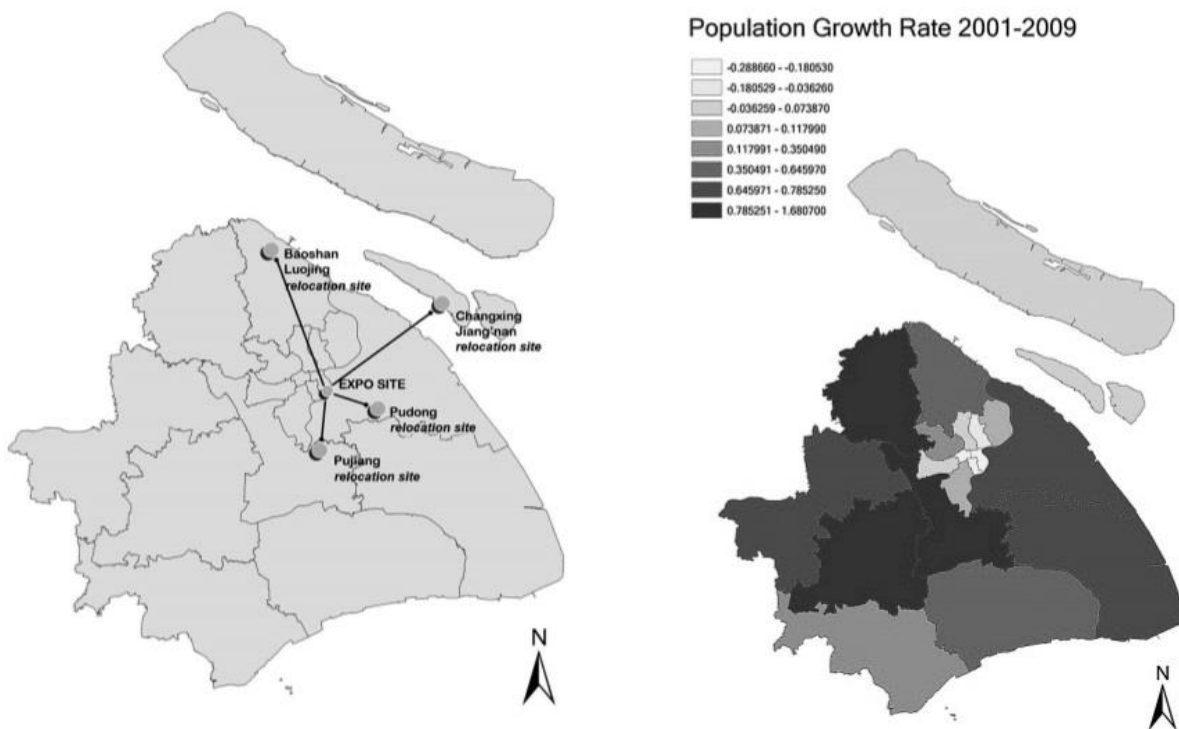 Baoshan
Luojing
relocation site
Changxing
Jiang'nan
relocation site
EXPO SITE
Pudong
relocation site
Pujiang
relocation site
N
Population Growth Rate 2001-2009
-0.288660 - -0.180530
-0.180529 - -0.036260
-0.036259 - 0.073870
0.073871 - 0.117990
0.117991 - 0.350490
0.350491 - 0.645970
0.645971 - 0.785250
0.785251 - 1.680700
N